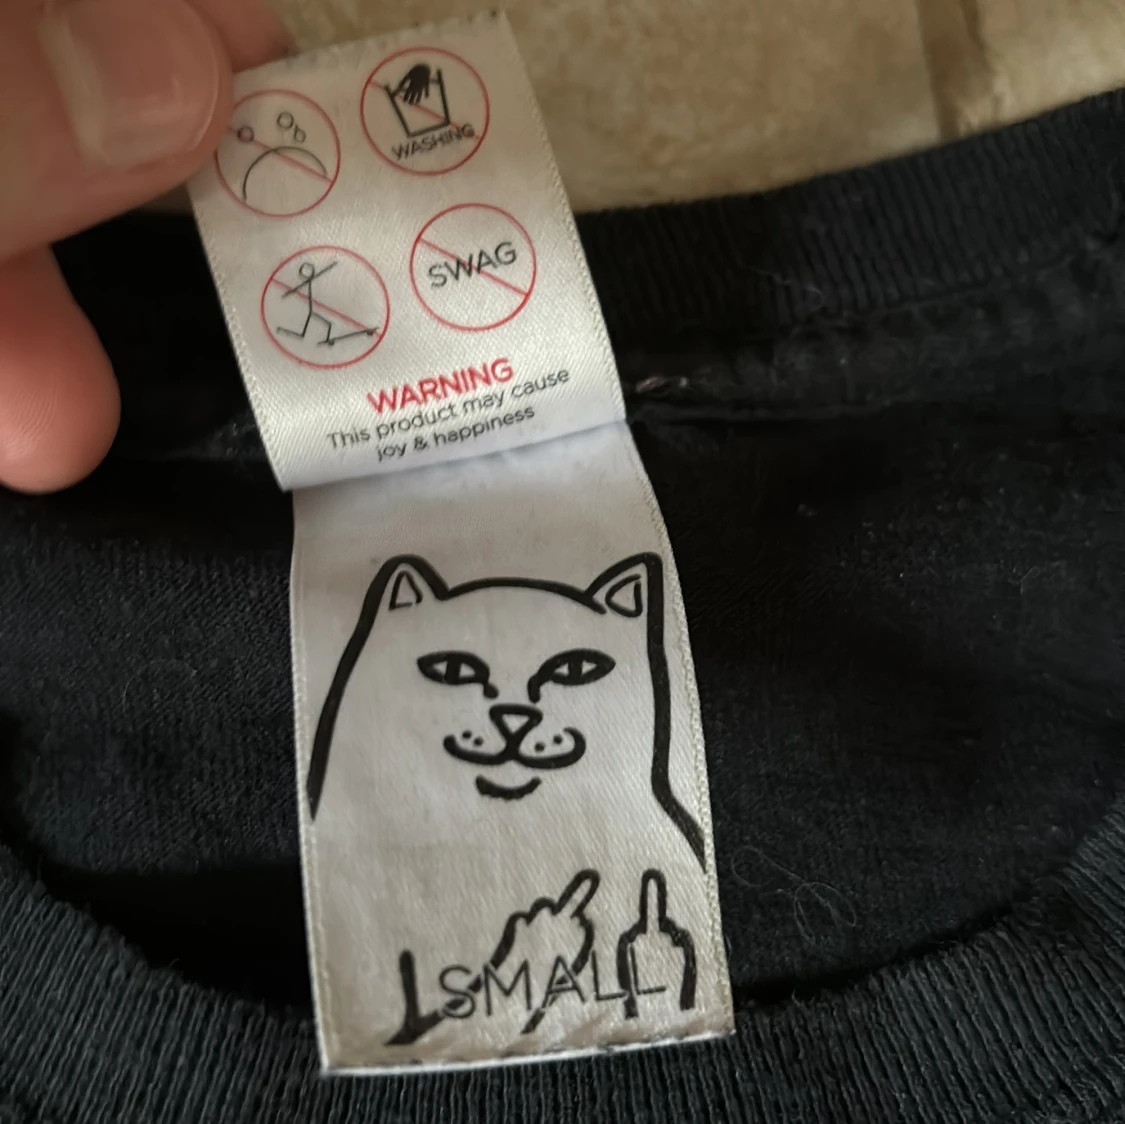 WASHING
SWAG
WARNING
This product may cause
joy & happiness
SMALL